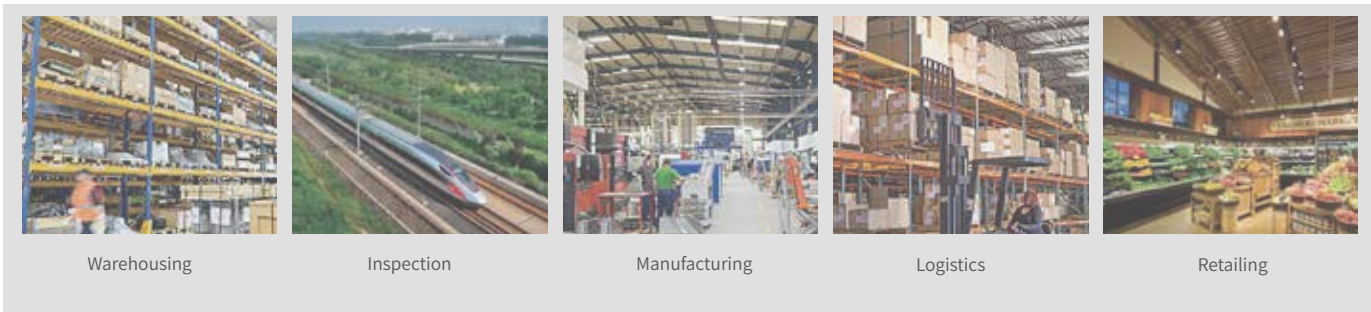 Warehousing
Inspection
Manufacturing
Logistics
Retailing